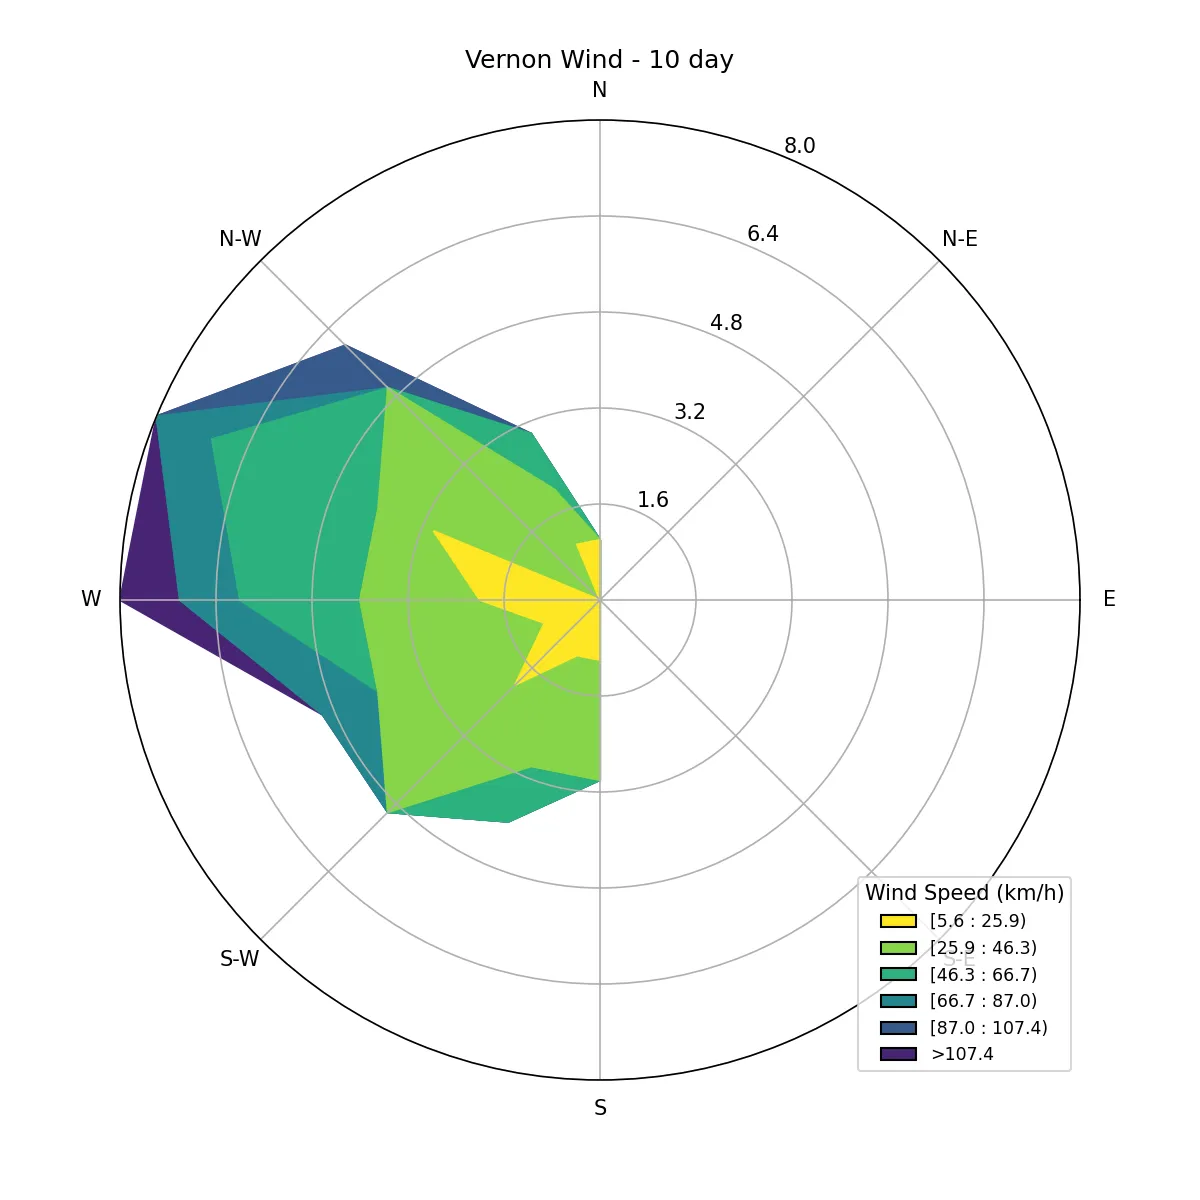 Vernon Wind - 10 day
N
8.0
N-W
N-E
6.4
4.8
3.2
1.6
W
E
Wind Speed (km/h)
[5.6 : 25.9)
[25.9 : 46.3)
S-W
S-E
[46.3 : 66.7)
[66.7 : 87.0)
[87.0 : 107.4)
>107.4
S